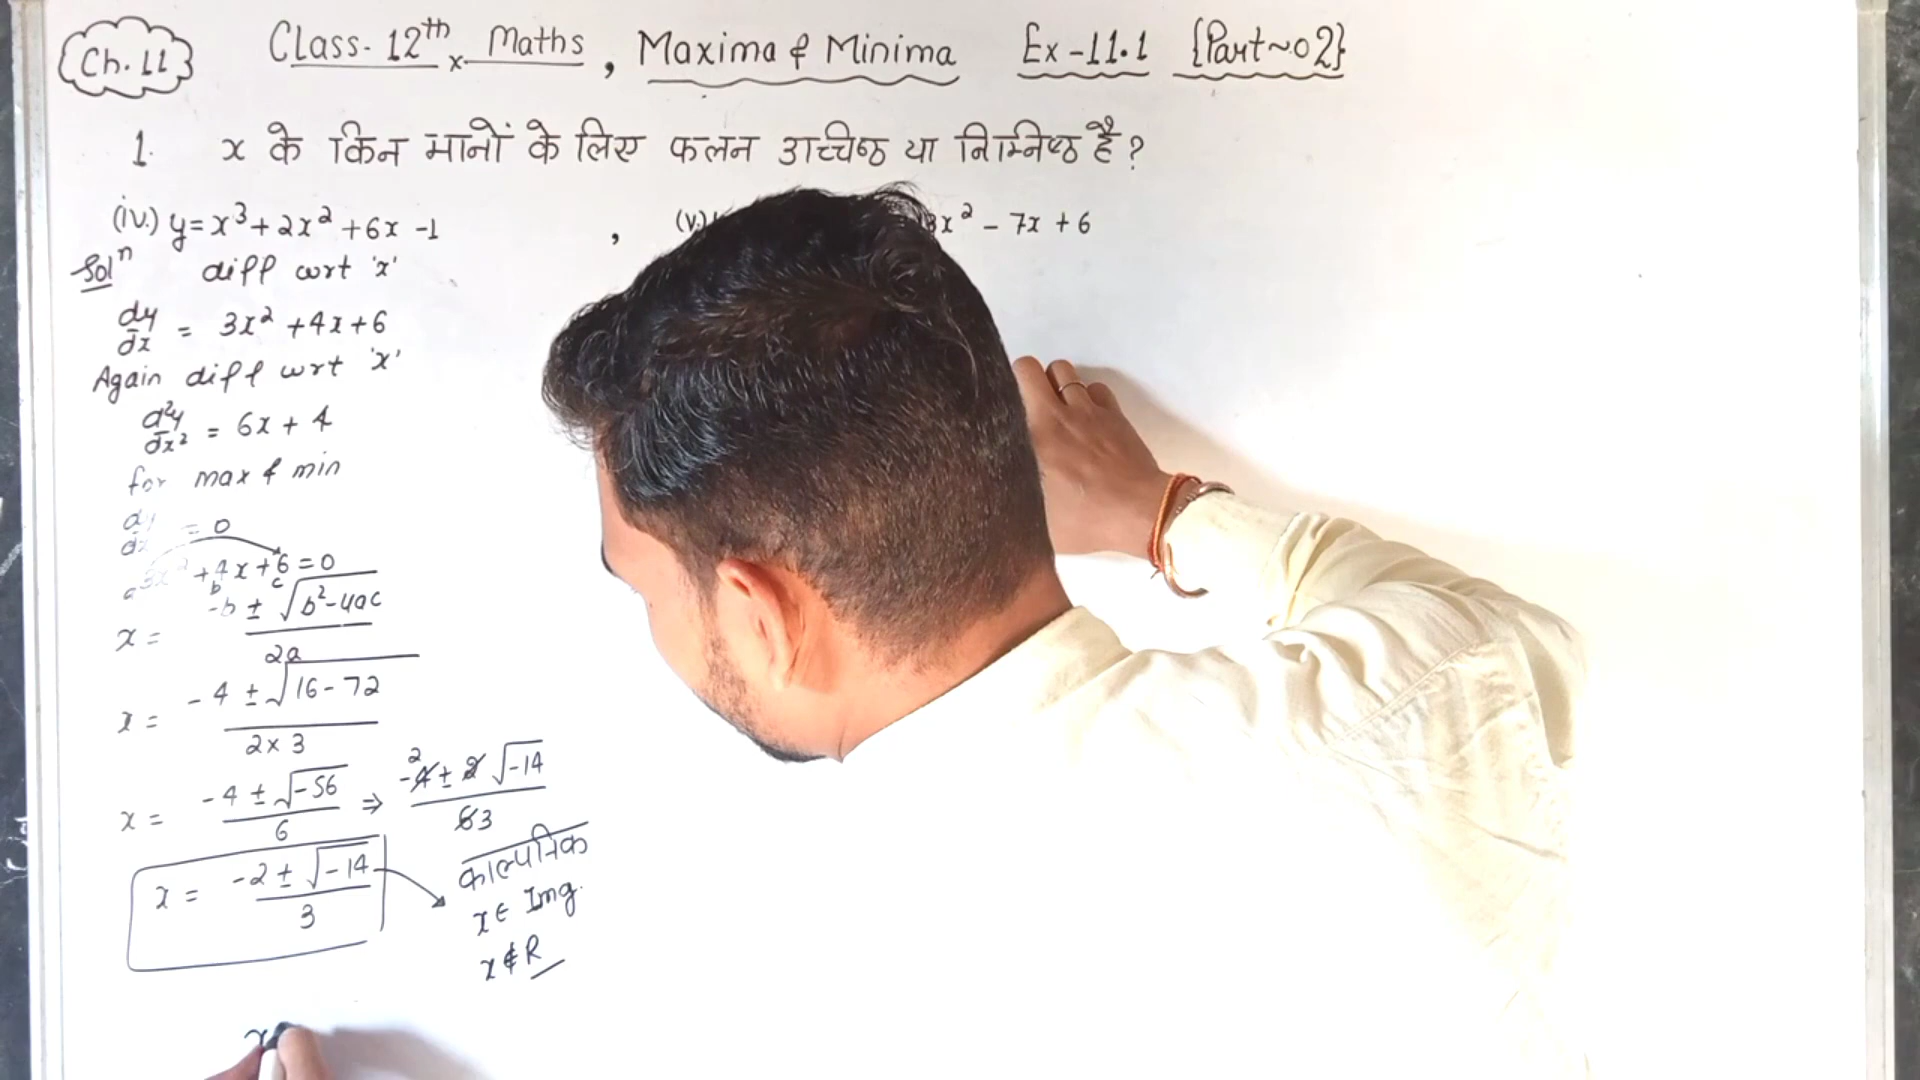 Ch. 11
Class-12th Maths, Maxima & Minima Ex-11.1 {Part~02}
1. x के किन मानों के लिए फलन उच्चिष्ठ या निम्निष्ठ है?
(iv.) y=x³+2x²+6x-1 , (v.) 3x² - 7x + 6
Solⁿ diff wrt 'x'
dy/dx = 3x²+4x+6
Again diff wrt 'x'
d²y/dx² = 6x+4
for max & min
dy/dx = 0
3x²+4x+6=0
a b c
x = -b ± √b²-4ac / 2a
x = -4 ± √16-72 / 2×3
x = -4 ± √-56 / 6 ⇒ -4 ± 2√-14 / 6 2 3
x = -2 ± √-14 / 3
काल्पनिक
x ∈ Img.
x ∉ R
x